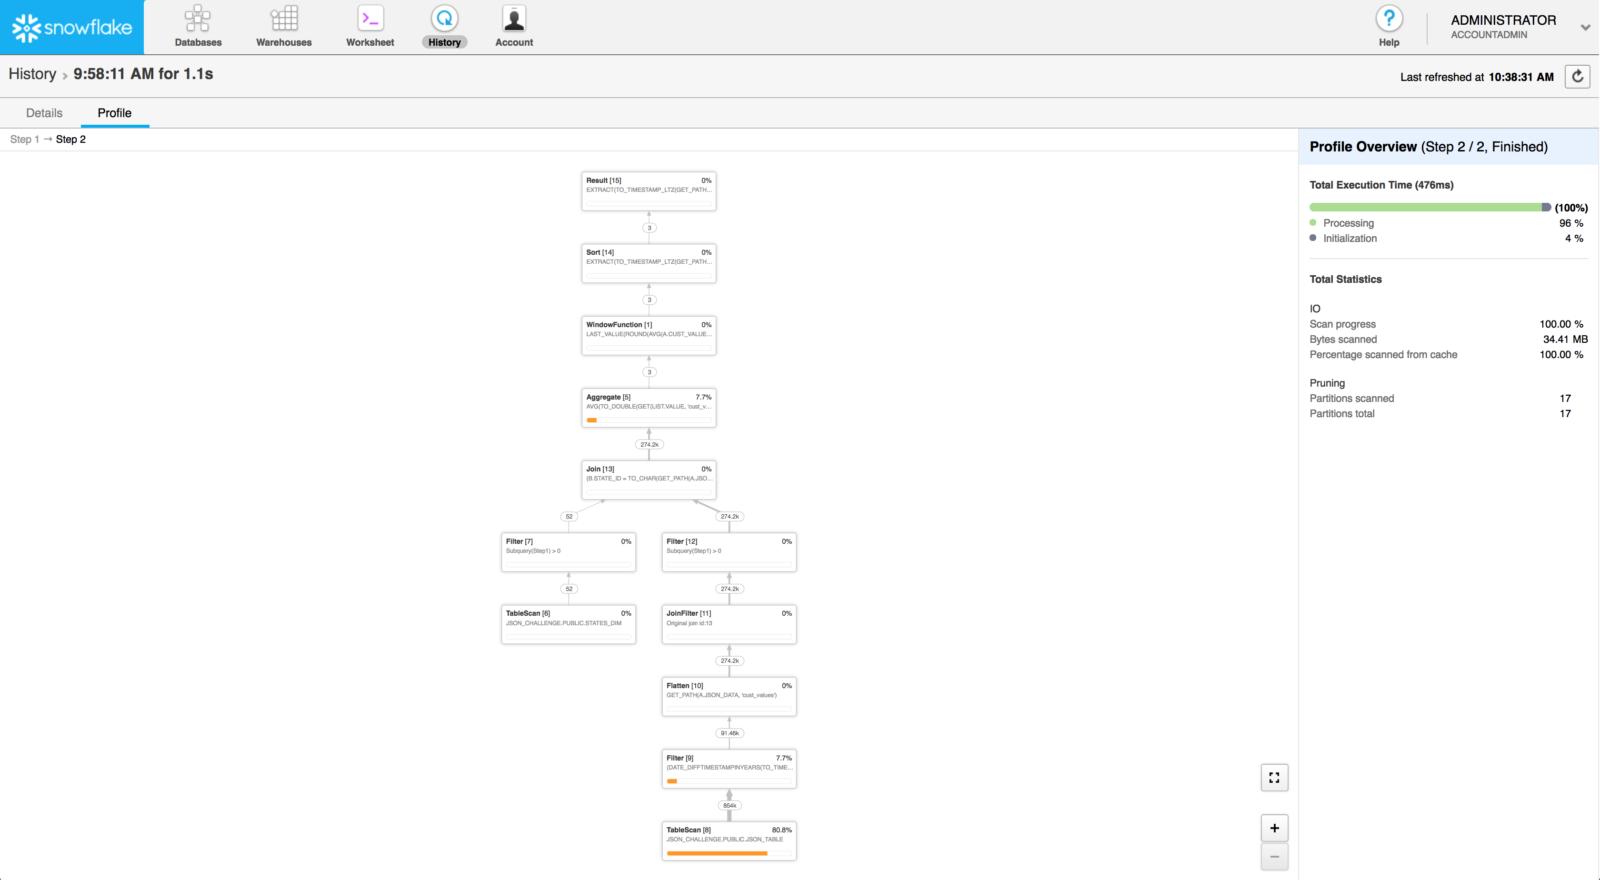 snowflake
Databases
Warehouses
Worksheet
History
Account
Help
ADMINISTRATOR
ACCOUNTADMIN
History › 9:58:11 AM for 1.1s
Last refreshed at 10:38:31 AM
Details
Profile
Step 1 → Step 2
Result [15] 0%
EXTRACT(TO_TIMESTAMP_LTZ(GET_PATH...
3
Sort [14] 0%
EXTRACT(TO_TIMESTAMP_LTZ(GET_PATH...
3
WindowFunction [1] 0%
LAST_VALUE(ROUND(AVG(A.CUST_VALUE...
3
Aggregate [5] 7.7%
AVG(TO_DOUBLE(GET(LIST.VALUE, 'cust_v...
274.2k
Join [13] 0%
(B.STATE_ID = TO_CHAR(GET_PATH(A.JSO...
52
274.2k
Filter [7] 0%
Subquery(Step1) > 0
52
TableScan [6] 0%
JSON_CHALLENGE.PUBLIC.STATES_DIM
Filter [12] 0%
Subquery(Step1) > 0
274.2k
JoinFilter [11] 0%
Original join id:13
274.2k
Flatten [10] 0%
GET_PATH(A.JSON_DATA, 'cust_values')
91.46k
Filter [9] 7.7%
(DATE_DIFFTIMESTAMPINYEARS(TO_TIME...
854k
TableScan [8] 80.8%
JSON_CHALLENGE.PUBLIC.JSON_TABLE
Profile Overview (Step 2 / 2, Finished)
Total Execution Time (476ms)
(100%)
Processing 96 %
Initialization 4 %
Total Statistics
IO
Scan progress 100.00 %
Bytes scanned 34.41 MB
Percentage scanned from cache 100.00 %
Pruning
Partitions scanned 17
Partitions total 17